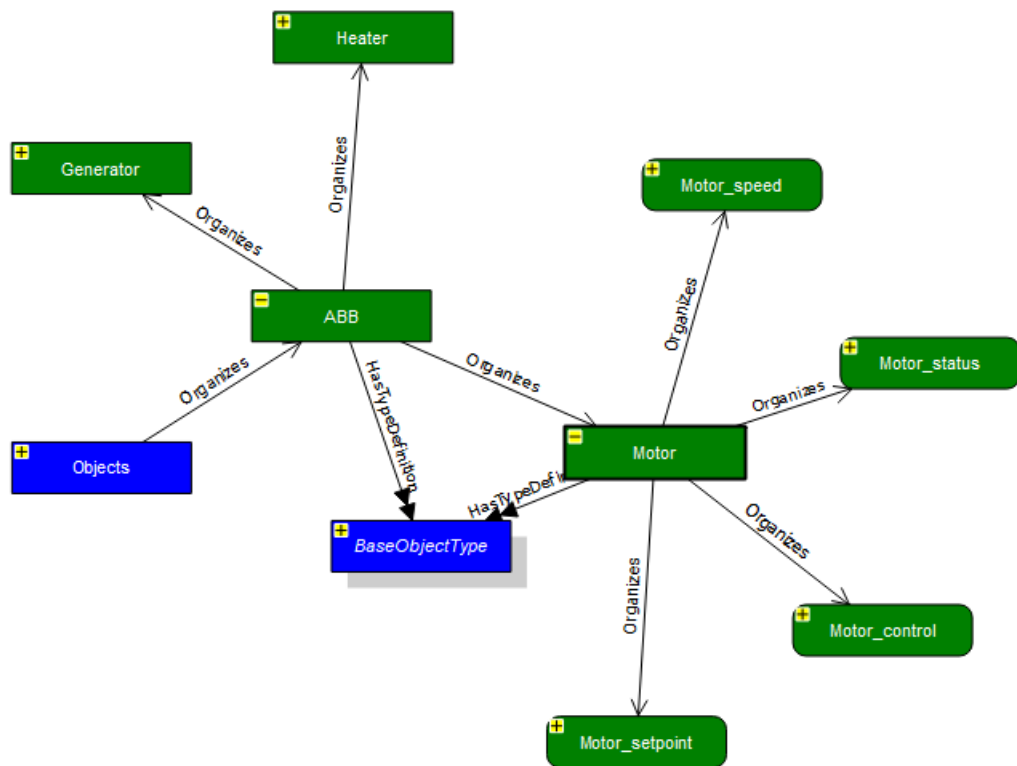 Heater
Organizes
Generator
Organizes
Motor_speed
Organizes
ABB
Organizes
Organizes
HasTypeDefinition
Motor_status
Organizes
Objects
Motor
HasTypeDefin
BaseObjectType
Organizes
Organizes
Motor_control
Motor_setpoint